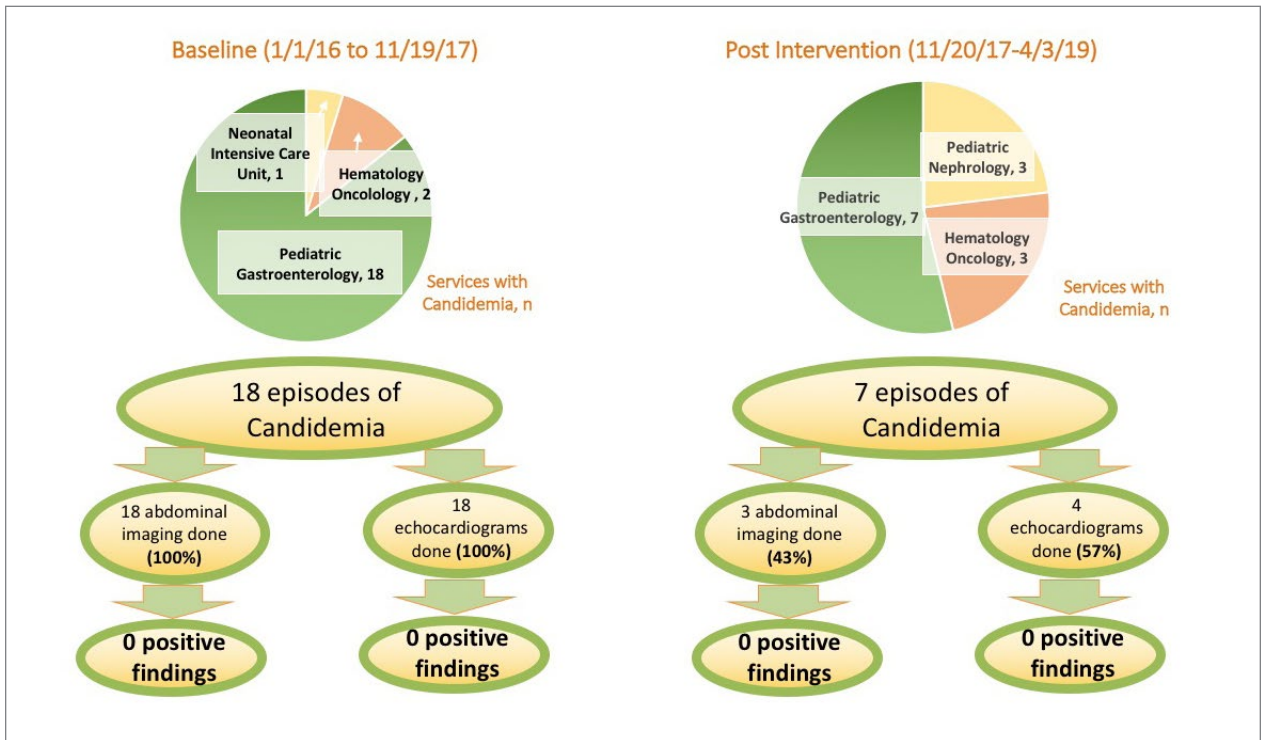 Baseline (1/1/16 to 11/19/17)
Neonatal
Intensive Care
Unit, 1
Hematology
Oncolology , 2
Pediatric
Gastroenterology, 18
Services with
Candidemia, n
18 episodes of
Candidemia
18 abdominal
imaging done
(100%)
18
echocardiograms
done (100%)
0 positive
findings
0 positive
findings
Post Intervention (11/20/17-4/3/19)
Pediatric
Nephrology, 3
Pediatric
Gastroenterology, 7
Hematology
Oncology, 3
Services with
Candidemia, n
7 episodes of
Candidemia
3 abdominal
imaging done
(43%)
4
echocardiograms
done (57%)
0 positive
findings
0 positive
findings